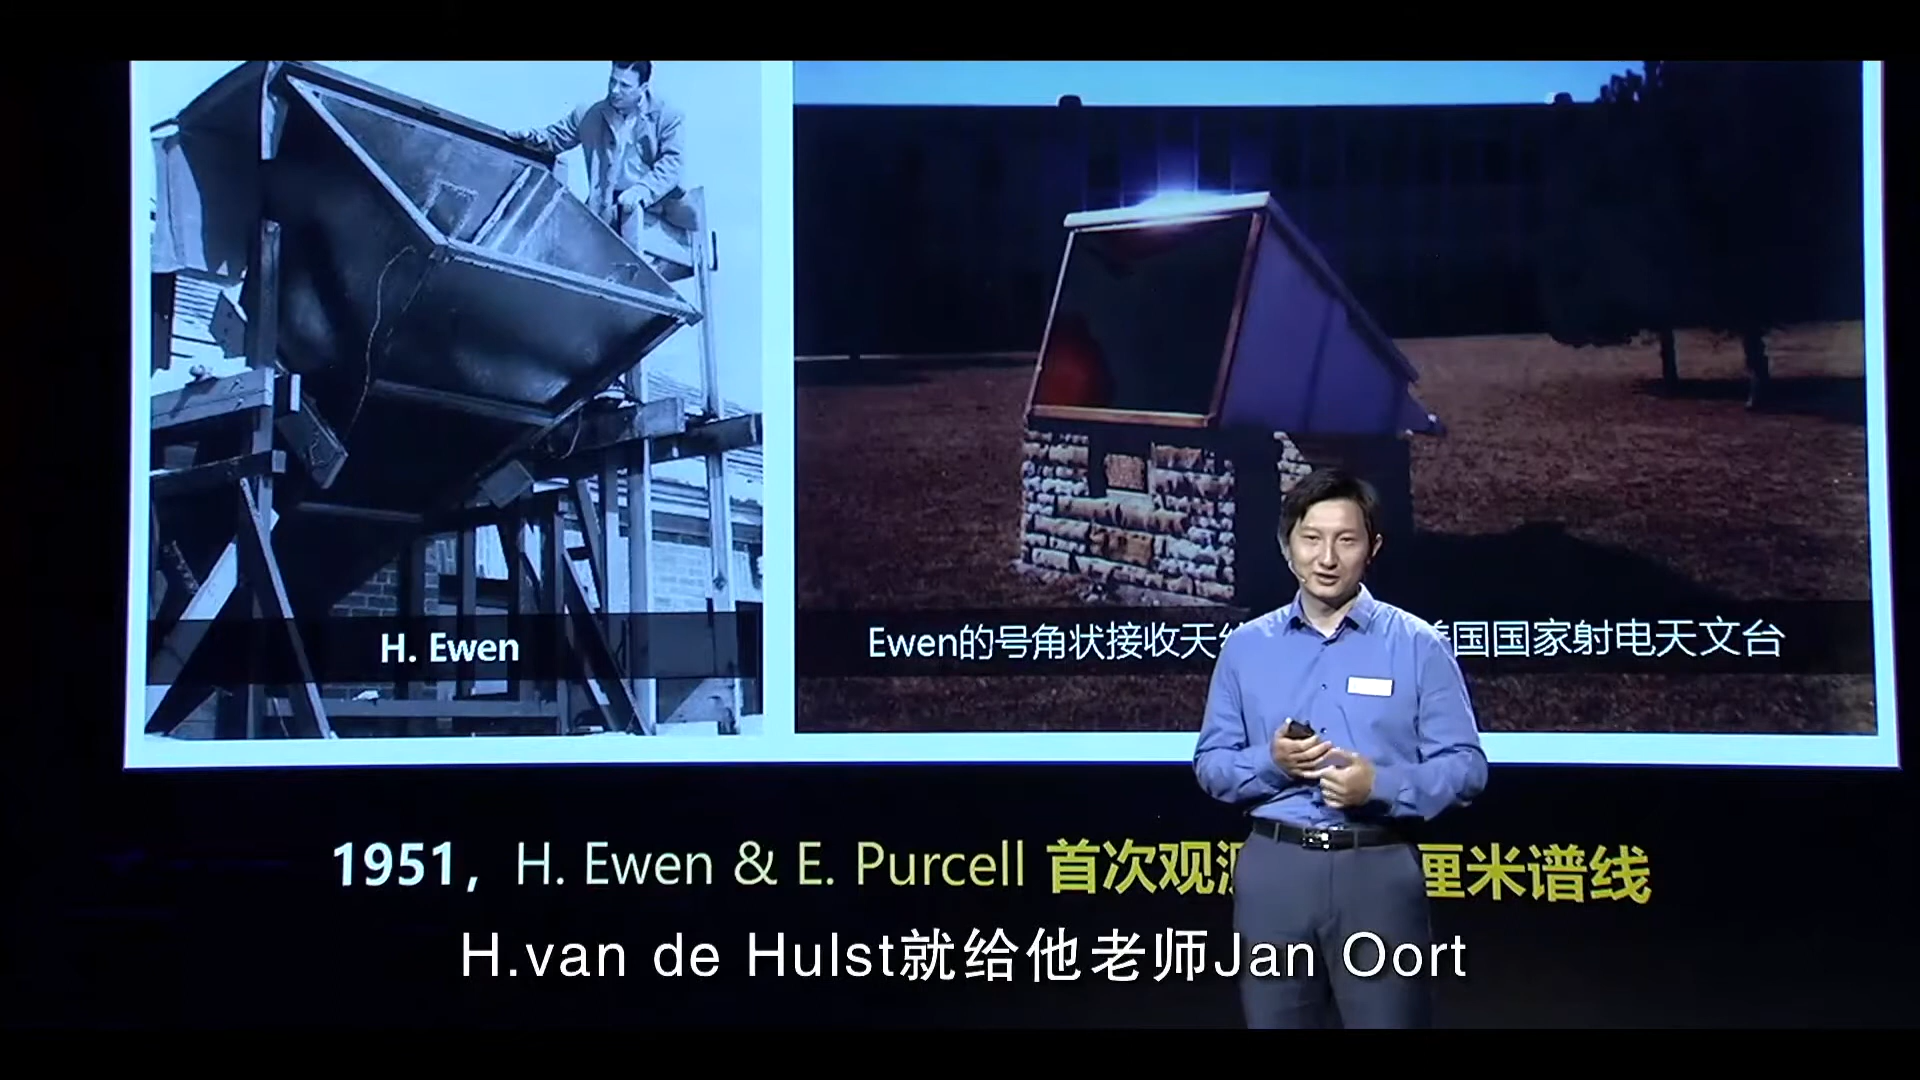 H. Ewen
Ewen的号角状接收天 国国家射电天文台
1951，H. Ewen & E. Purcell 首次观 厘米谱线
H.van de Hulst就给他老师Jan Oort